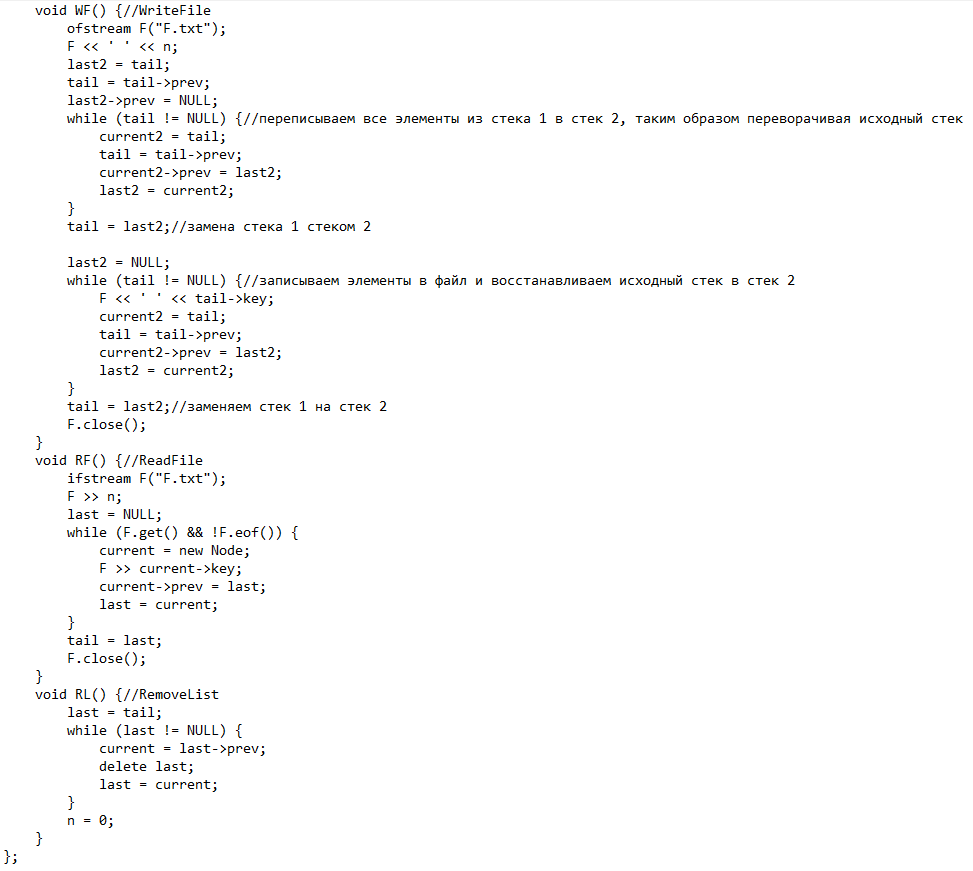 void WF() {//WriteFile
ofstream F("F.txt");
F << ' ' << n;
last2 = tail;
tail = tail->prev;
last2->prev = NULL;
while (tail != NULL) {//переписываем все элементы из стека 1 в стек 2, таким образом переворачивая исходный стек
current2 = tail;
tail = tail->prev;
current2->prev = last2;
last2 = current2;
}
tail = last2;//замена стека 1 стеком 2
last2 = NULL;
while (tail != NULL) {//записываем элементы в файл и восстанавливаем исходный стек в стек 2
F << ' ' << tail->key;
current2 = tail;
tail = tail->prev;
current2->prev = last2;
last2 = current2;
}
tail = last2;//заменяем стек 1 на стек 2
F.close();
}
void RF() {//ReadFile
ifstream F("F.txt");
F >> n;
last = NULL;
while (F.get() && !F.eof()) {
current = new Node;
F >> current->key;
current->prev = last;
last = current;
}
tail = last;
F.close();
}
void RL() {//RemoveList
last = tail;
while (last != NULL) {
current = last->prev;
delete last;
last = current;
}
n = 0;
}
};